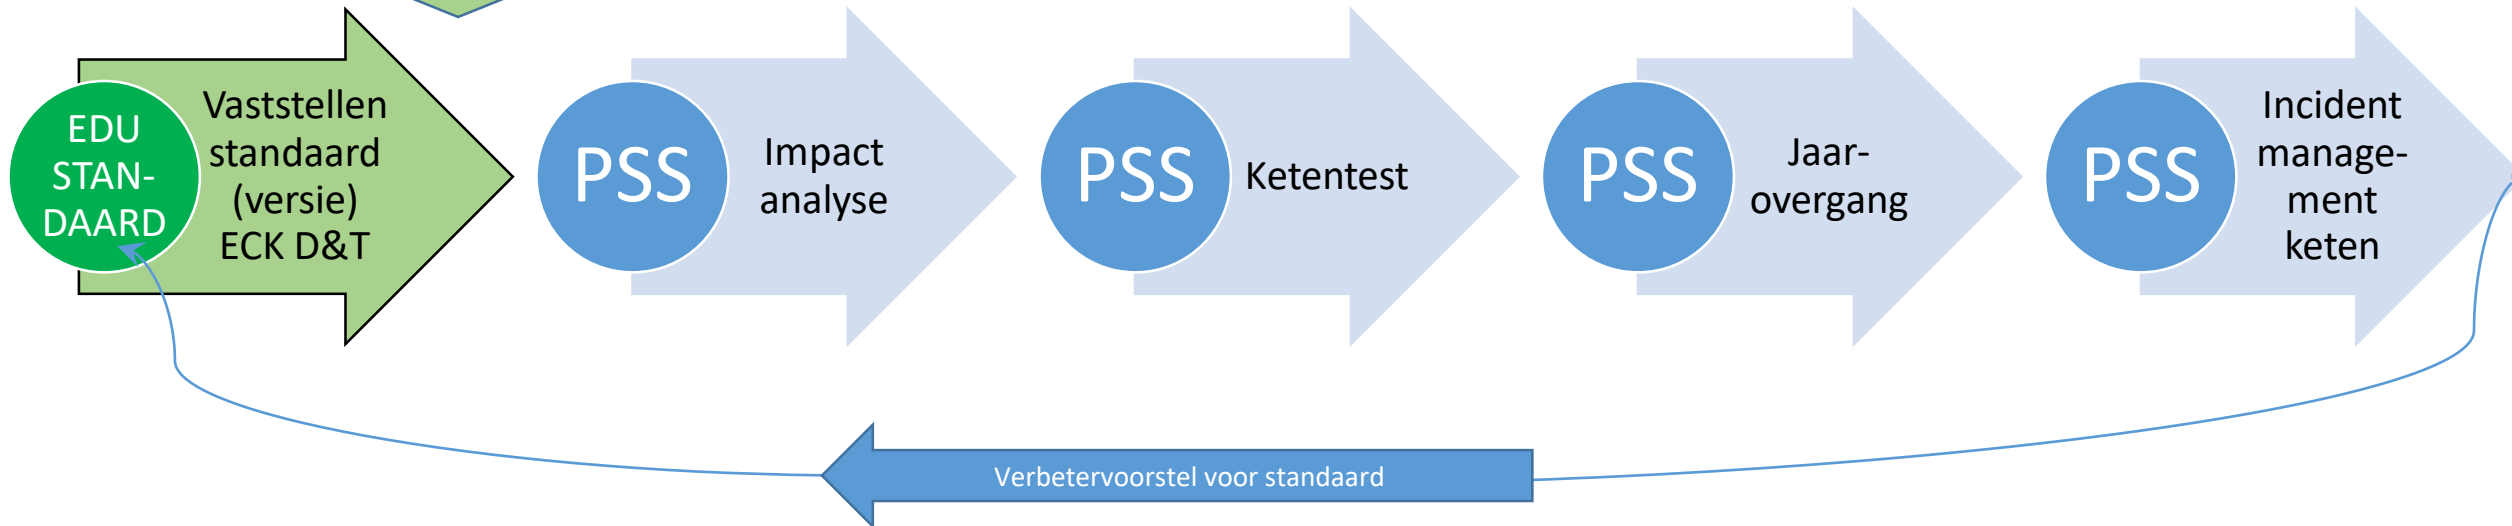 EDU
STAN-
DAARD
Vaststellen
standaard
(versie)
ECK D&T
PSS
Impact
analyse
PSS
Ketentest
PSS
Jaar-
overgang
PSS
Incident
manage-
ment
keten
Verbetervoorstel voor standaard